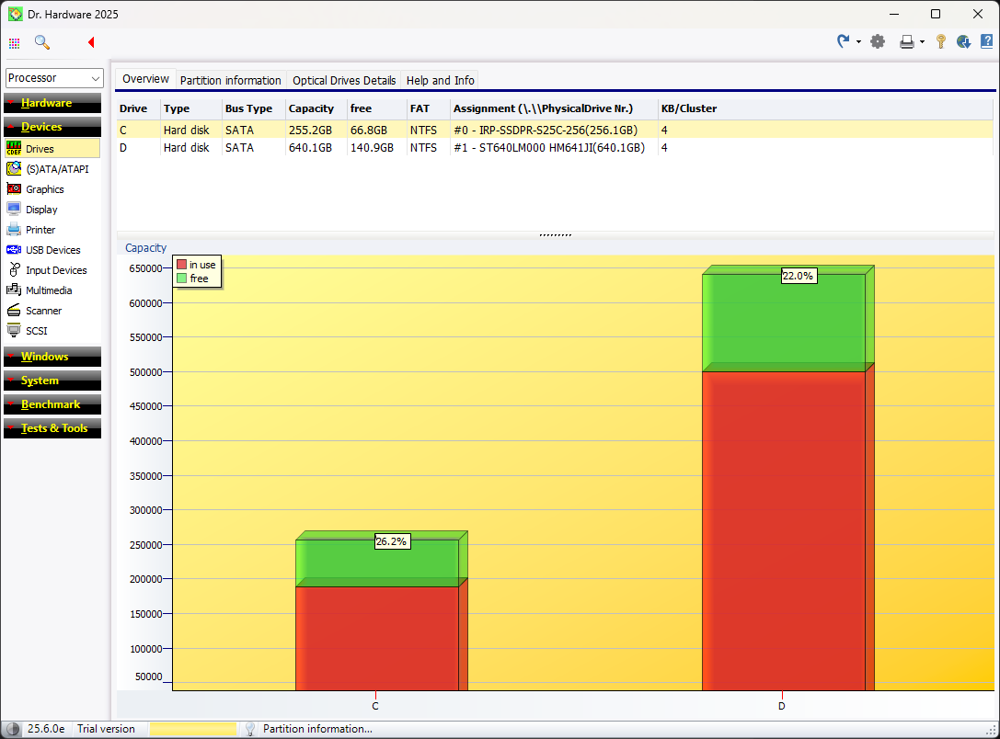 Dr. Hardware 2025
Processor
Hardware
Devices
Drives
(S)ATA/ATAPI
Graphics
Display
Printer
USB Devices
Input Devices
Multimedia
Scanner
SCSI
Windows
System
Benchmark
Tests & Tools
Overview Partition information Optical Drives Details Help and Info
Drive Type Bus Type Capacity free FAT Assignment (\.\\PhysicalDrive Nr.) KB/Cluster
C Hard disk SATA 255.2GB 66.8GB NTFS #0 - IRP-SSDPR-S25C-256(256.1GB) 4
D Hard disk SATA 640.1GB 140.9GB NTFS #1 - ST640LM000 HM641JI(640.1GB) 4
Capacity
in use
free
650000
600000
550000
500000
450000
400000
350000
300000
250000
200000
150000
100000
50000
26.2%
22.0%
C D
25.6.0e Trial version Partition information...